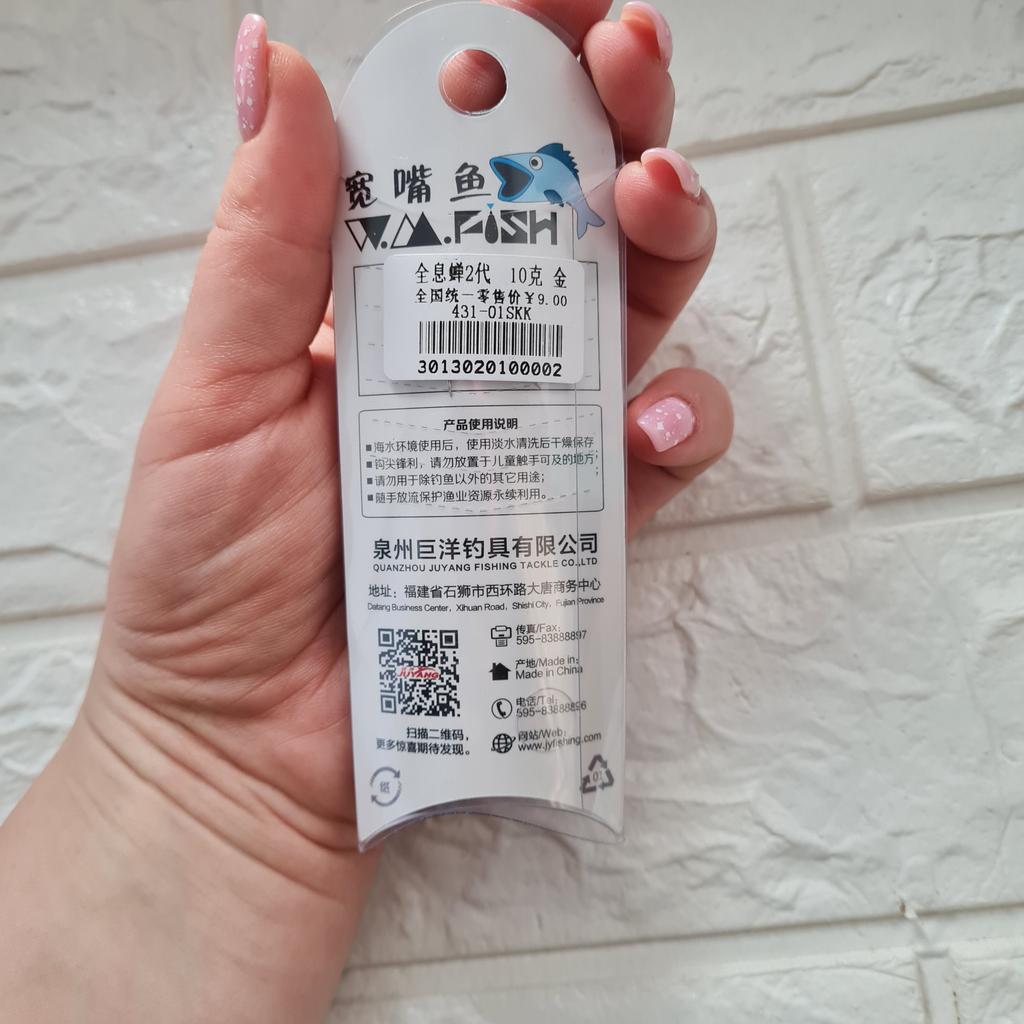 宽嘴鱼
W.M.FISH
全息蝉2代 10克 金
全国统一零售价￥9.00
431-01SKK
3013020100002
产品使用说明
■海水环境使用后，使用淡水清洗后干燥保存；
■钩尖锋利，请勿放置于儿童触手可及的地方；
■请勿用于除钓鱼以外的其它用途；
■随手放流保护渔业资源永续利用。
泉州巨洋钓具有限公司
QUANZHOU JUYANG FISHING TACKLE CO.,LTD
地址：福建省石狮市西环路大唐商务中心
Datang Business Center, Xihuan Road, Shishi City, Fujian Province
传真/Fax:
595-83888897
JUYANG
产地/Made in:
Made in China
电话/Tel:
595-83888896
扫描二维码，
更多惊喜期待发现。
网站/Web:
www.jyfishing.com
纸
07